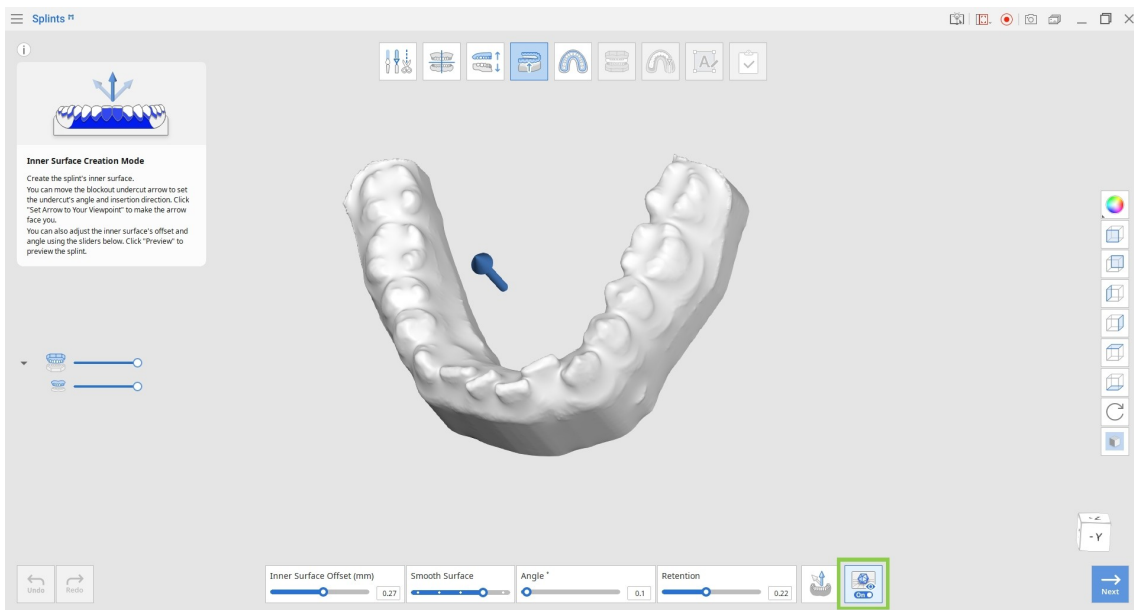 Splints
Inner Surface Creation Mode
Create the splint's inner surface.
You can move the blockout undercut arrow to set
the undercut's angle and insertion direction. Click
"Set Arrow to Your Viewpoint" to make the arrow
face you.
You can also adjust the inner surface's offset and
angle using the sliders below. Click "Preview" to
preview the splint.
-Z
-Y
Undo
Redo
Inner Surface Offset (mm)
0.27
Smooth Surface
Angle °
0.1
Retention
0.22
On
Next